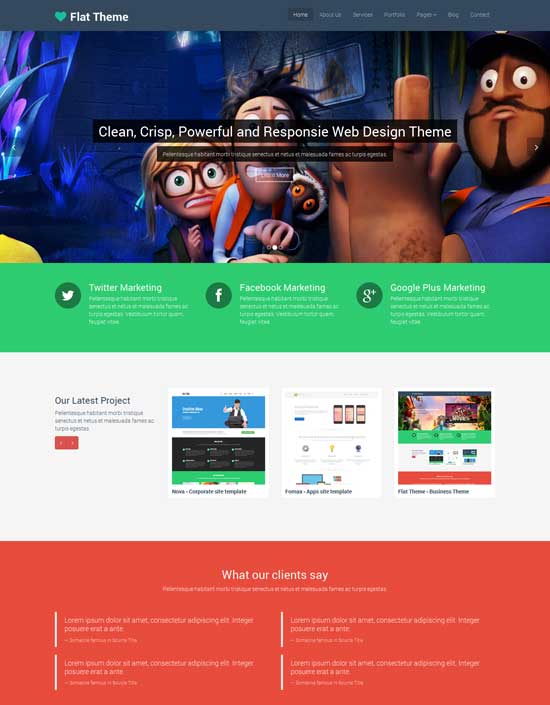 Flat Theme
Home About Us Services Portfolio Pages Blog Contact
Clean, Crisp, Powerful and Responsie Web Design Theme
Pellentesque habitant morbi tristique senectus et netus et malesuada fames ac turpis egestas.
Learn More
Twitter Marketing
Pellentesque habitant morbi tristique
senectus et netus et malesuada fames ac
turpis egestas. Vestibulum tortor quam,
feugiat vitae.
Facebook Marketing
Pellentesque habitant morbi tristique
senectus et netus et malesuada fames ac
turpis egestas. Vestibulum tortor quam,
feugiat vitae.
Google Plus Marketing
Pellentesque habitant morbi tristique
senectus et netus et malesuada fames ac
turpis egestas. Vestibulum tortor quam,
feugiat vitae.
Our Latest Project
Pellentesque habitant morbi tristique
senectus et netus et malesuada fames ac
turpis egestas.
Nova - Corporate site template
Fornax - Apps site template
Flat Theme - Business Theme
What our clients say
Pellentesque habitant morbi tristique senectus et netus et malesuada fames ac turpis egestas.
Lorem ipsum dolor sit amet, consectetur adipiscing elit. Integer
posuere erat a ante.
— Someone famous in Source Title
Lorem ipsum dolor sit amet, consectetur adipiscing elit. Integer
posuere erat a ante.
— Someone famous in Source Title
Lorem ipsum dolor sit amet, consectetur adipiscing elit. Integer
posuere erat a ante.
— Someone famous in Source Title
Lorem ipsum dolor sit amet, consectetur adipiscing elit. Integer
posuere erat a ante.
— Someone famous in Source Title